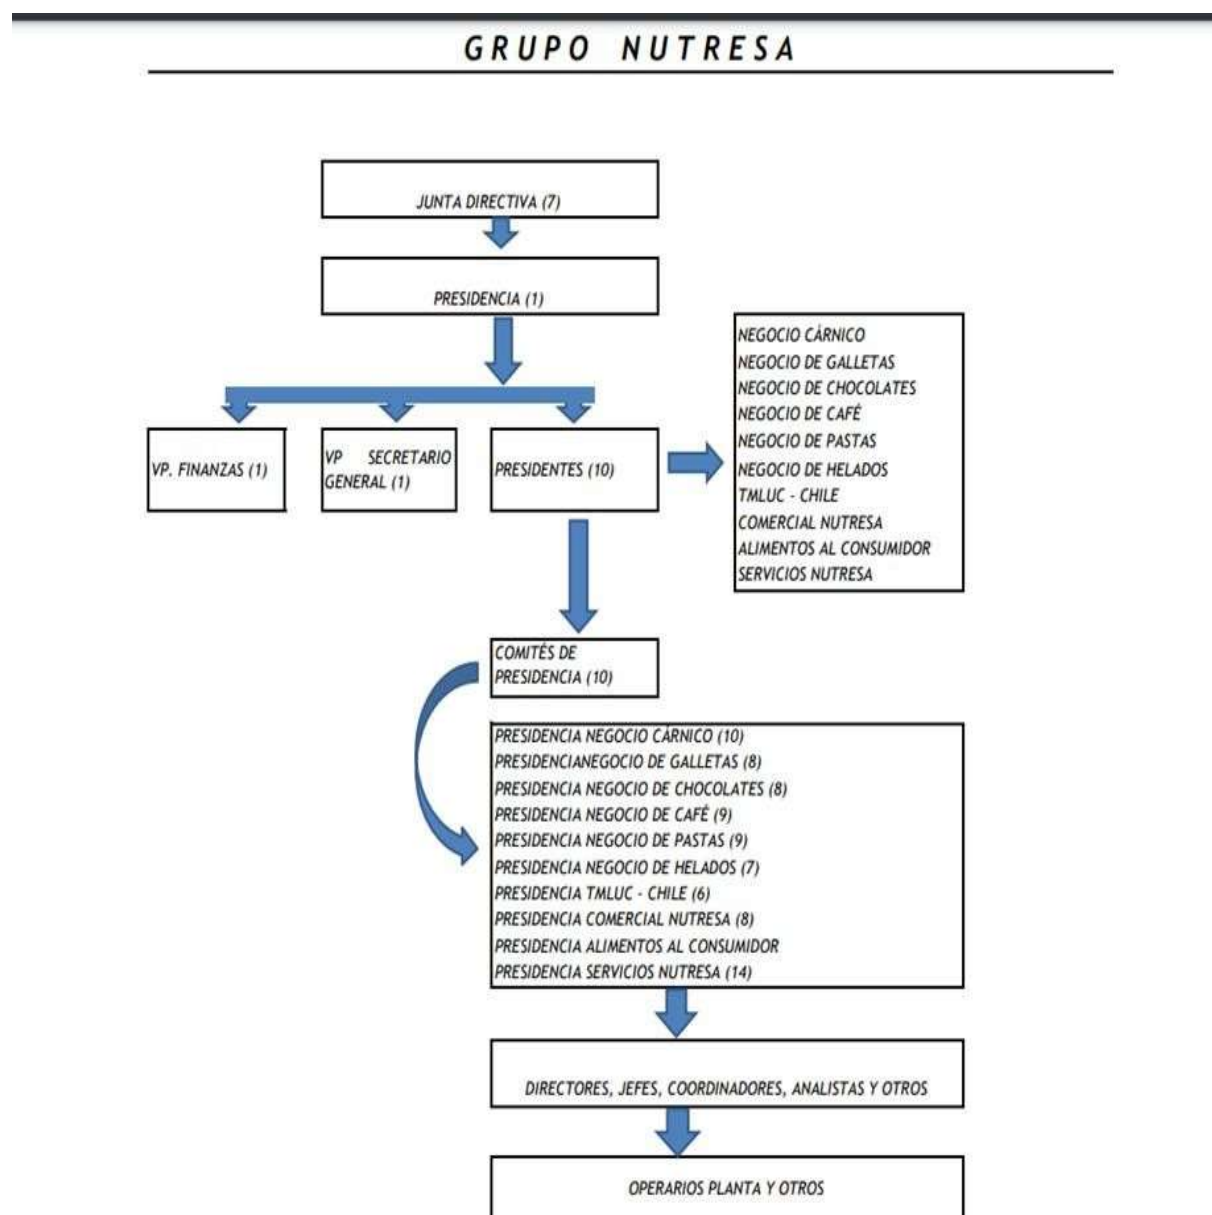 GRUPO NUTRESA
JUNTA DIRECTIVA (7)
PRESIDENCIA (1)
NEGOCIO CÁRNICO
NEGOCIO DE GALLETAS
NEGOCIO DE CHOCOLATES
NEGOCIO DE CAFÉ
NEGOCIO DE PASTAS
NEGOCIO DE HELADOS
TMLUC - CHILE
COMERCIAL NUTRESA
ALIMENTOS AL CONSUMIDOR
SERVICIOS NUTRESA
VP. FINANZAS (1)
VP SECRETARIO
GENERAL (1)
PRESIDENTES (10)
COMITÉS DE
PRESIDENCIA (10)
PRESIDENCIA NEGOCIO CÁRNICO (10)
PRESIDENCIANEGOCIO DE GALLETAS (8)
PRESIDENCIA NEGOCIO DE CHOCOLATES (8)
PRESIDENCIA NEGOCIO DE CAFÉ (9)
PRESIDENCIA NEGOCIO DE PASTAS (9)
PRESIDENCIA NEGOCIO DE HELADOS (7)
PRESIDENCIA TMLUC - CHILE (6)
PRESIDENCIA COMERCIAL NUTRESA (8)
PRESIDENCIA ALIMENTOS AL CONSUMIDOR
PRESIDENCIA SERVICIOS NUTRESA (14)
DIRECTORES, JEFES, COORDINADORES, ANALISTAS Y OTROS
OPERARIOS PLANTA Y OTROS